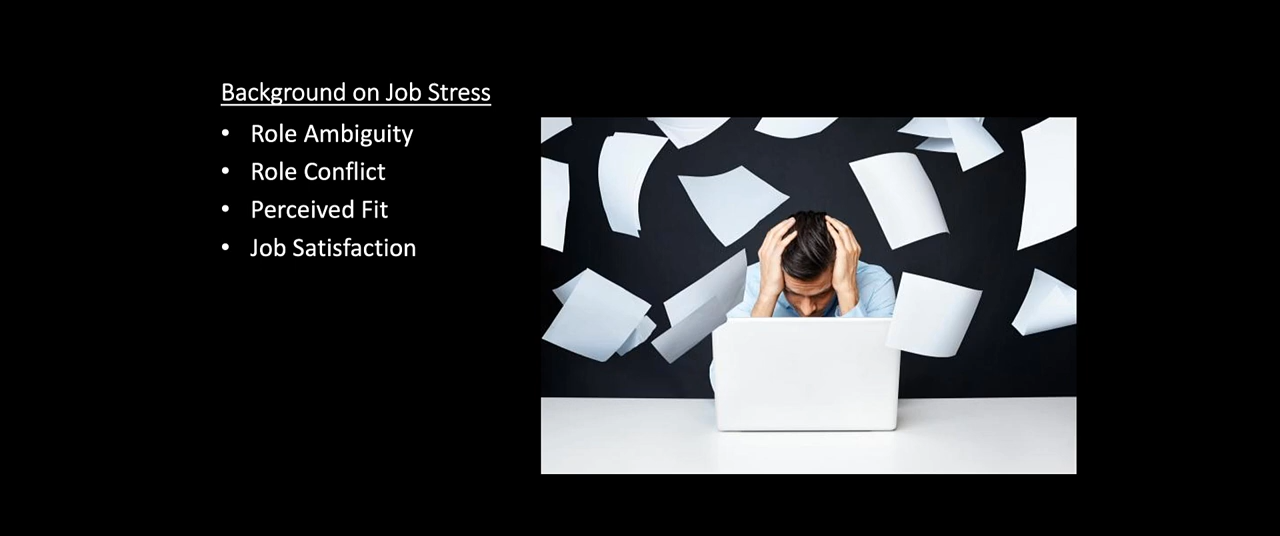 Background on Job Stress
• Role Ambiguity
• Role Conflict
• Perceived Fit
• Job Satisfaction